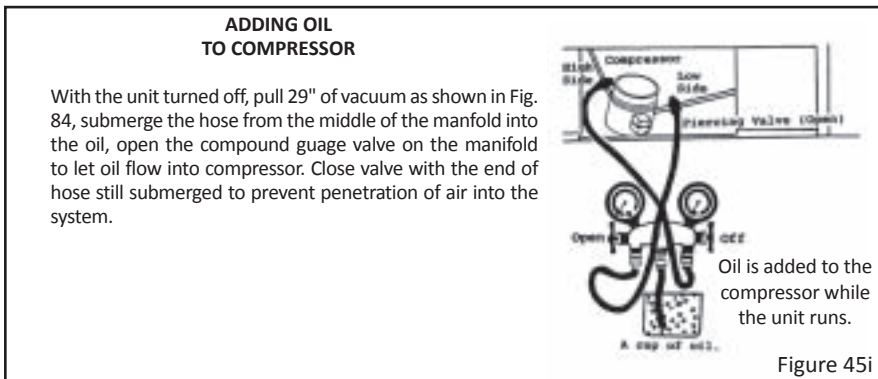 ADDING OIL
TO COMPRESSOR
With the unit turned off, pull 29" of vacuum as shown in Fig.
84, submerge the hose from the middle of the manfold into
the oil, open the compound guage valve on the manifold
to let oil flow into compressor. Close valve with the end of
hose still submerged to prevent penetration of air into the
system.
High
Side
Compressor
Low
Side
Piercing Valve (Open)
Open
Off
A cup of oil.
Oil is added to the
compressor while
the unit runs.
Figure 45i